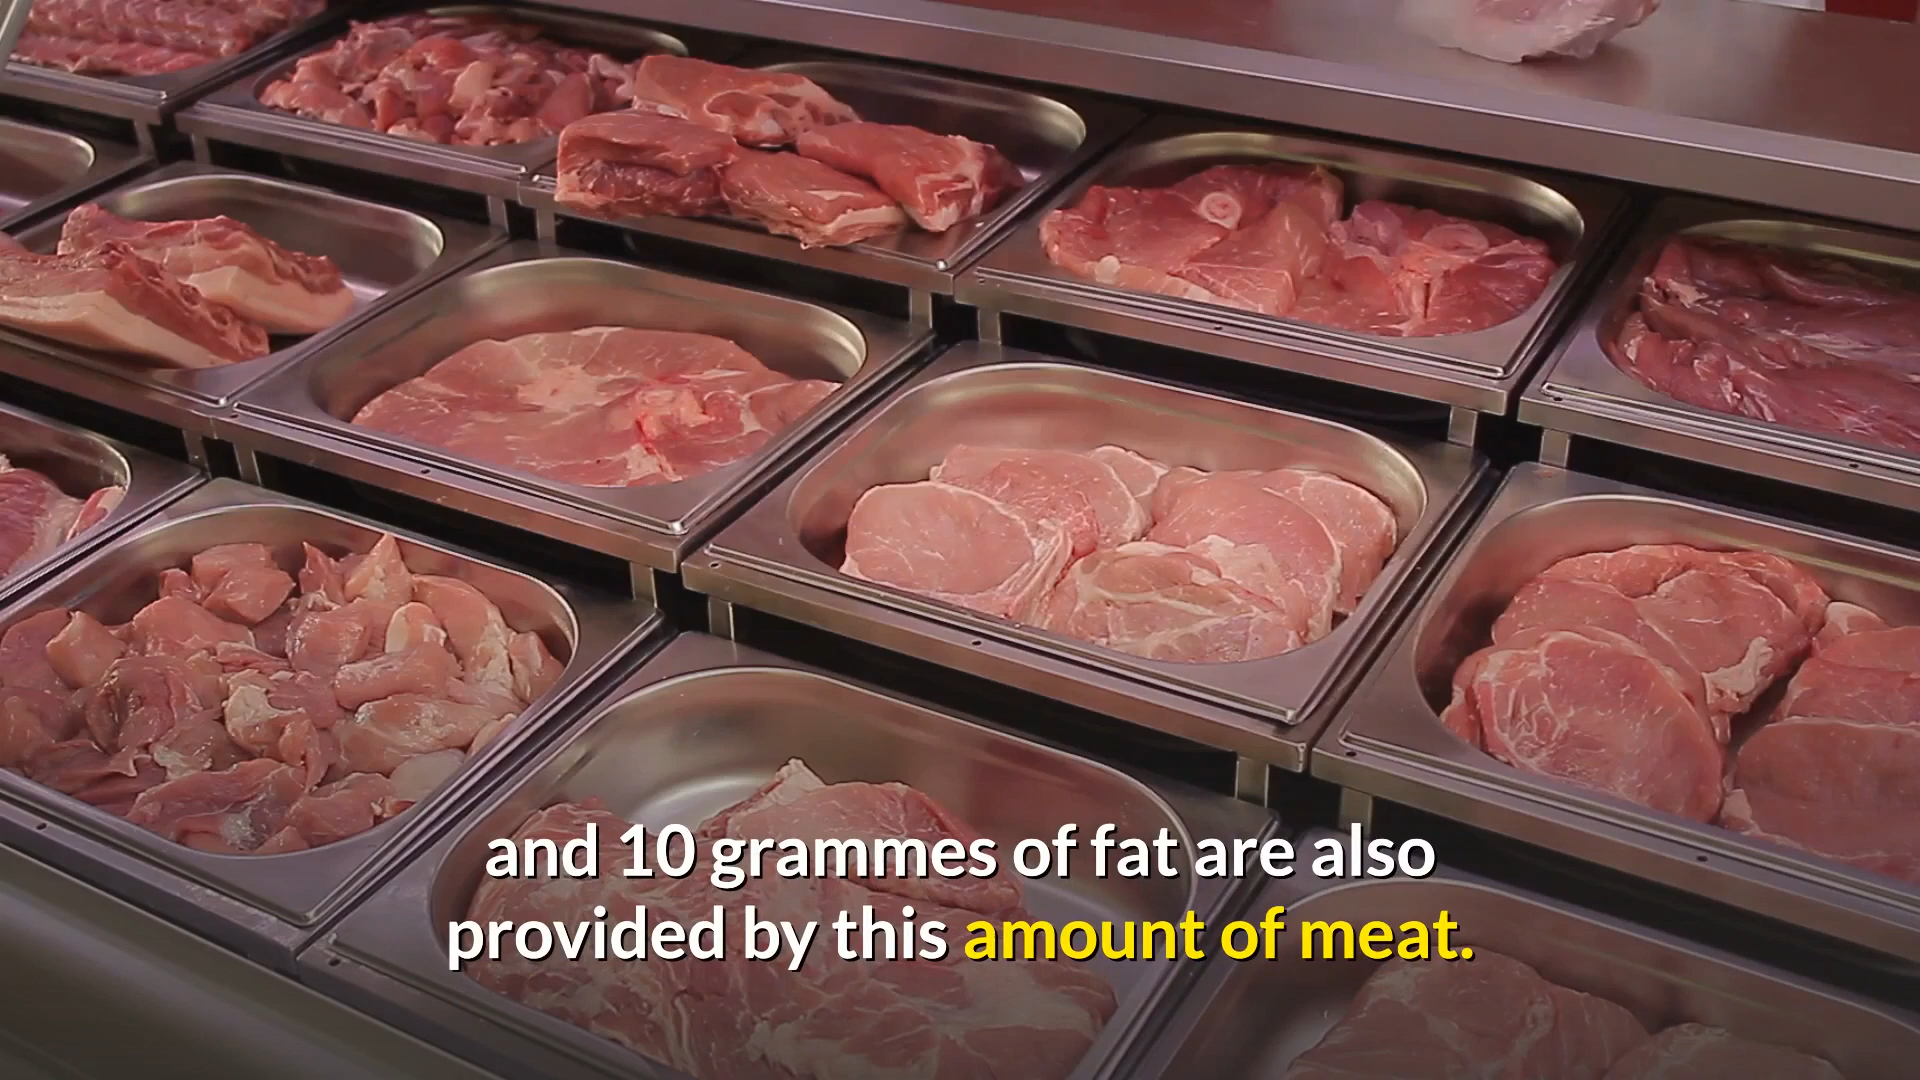 and 10 grammes of fat are also
provided by this amount of meat.